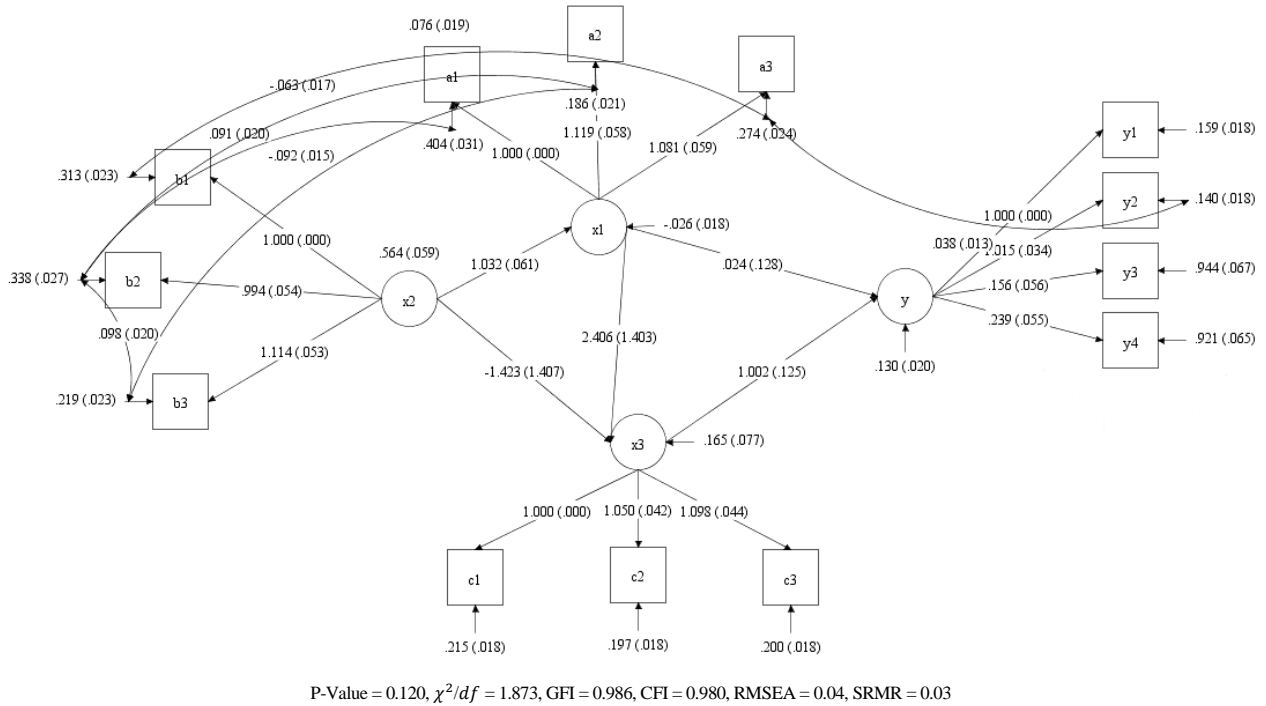 .076 (.019)
a2
a3
a1
-.063 (.017)
.186 (.021)
.091 (.020)
1.119 (.058)
.274 (.024)
y1
.159 (.018)
.404 (.031)
-.092 (.015)
1.000 (.000)
1.081 (.059)
.313 (.023)
b1
y2
.140 (.018)
1.000 (.000)
x1
-.026 (.018)
1.000 (.000)
.038 (.013)
1.015 (.034)
.564 (.059)
1.032 (.061)
.024 (.128)
y3
.944 (.067)
.338 (.027)
b2
.994 (.054)
x2
y
.156 (.056)
.239 (.055)
.098 (.020)
2.406 (1.403)
y4
.921 (.065)
1.114 (.053)
-1.423 (1.407)
1.002 (.125)
.130 (.020)
.219 (.023)
b3
x3
.165 (.077)
1.000 (.000)
1.050 (.042)
1.098 (.044)
c1
c2
c3
.215 (.018)
.197 (.018)
.200 (.018)
P-Value = 0.120, χ²/df = 1.873, GFI = 0.986, CFI = 0.980, RMSEA = 0.04, SRMR = 0.03